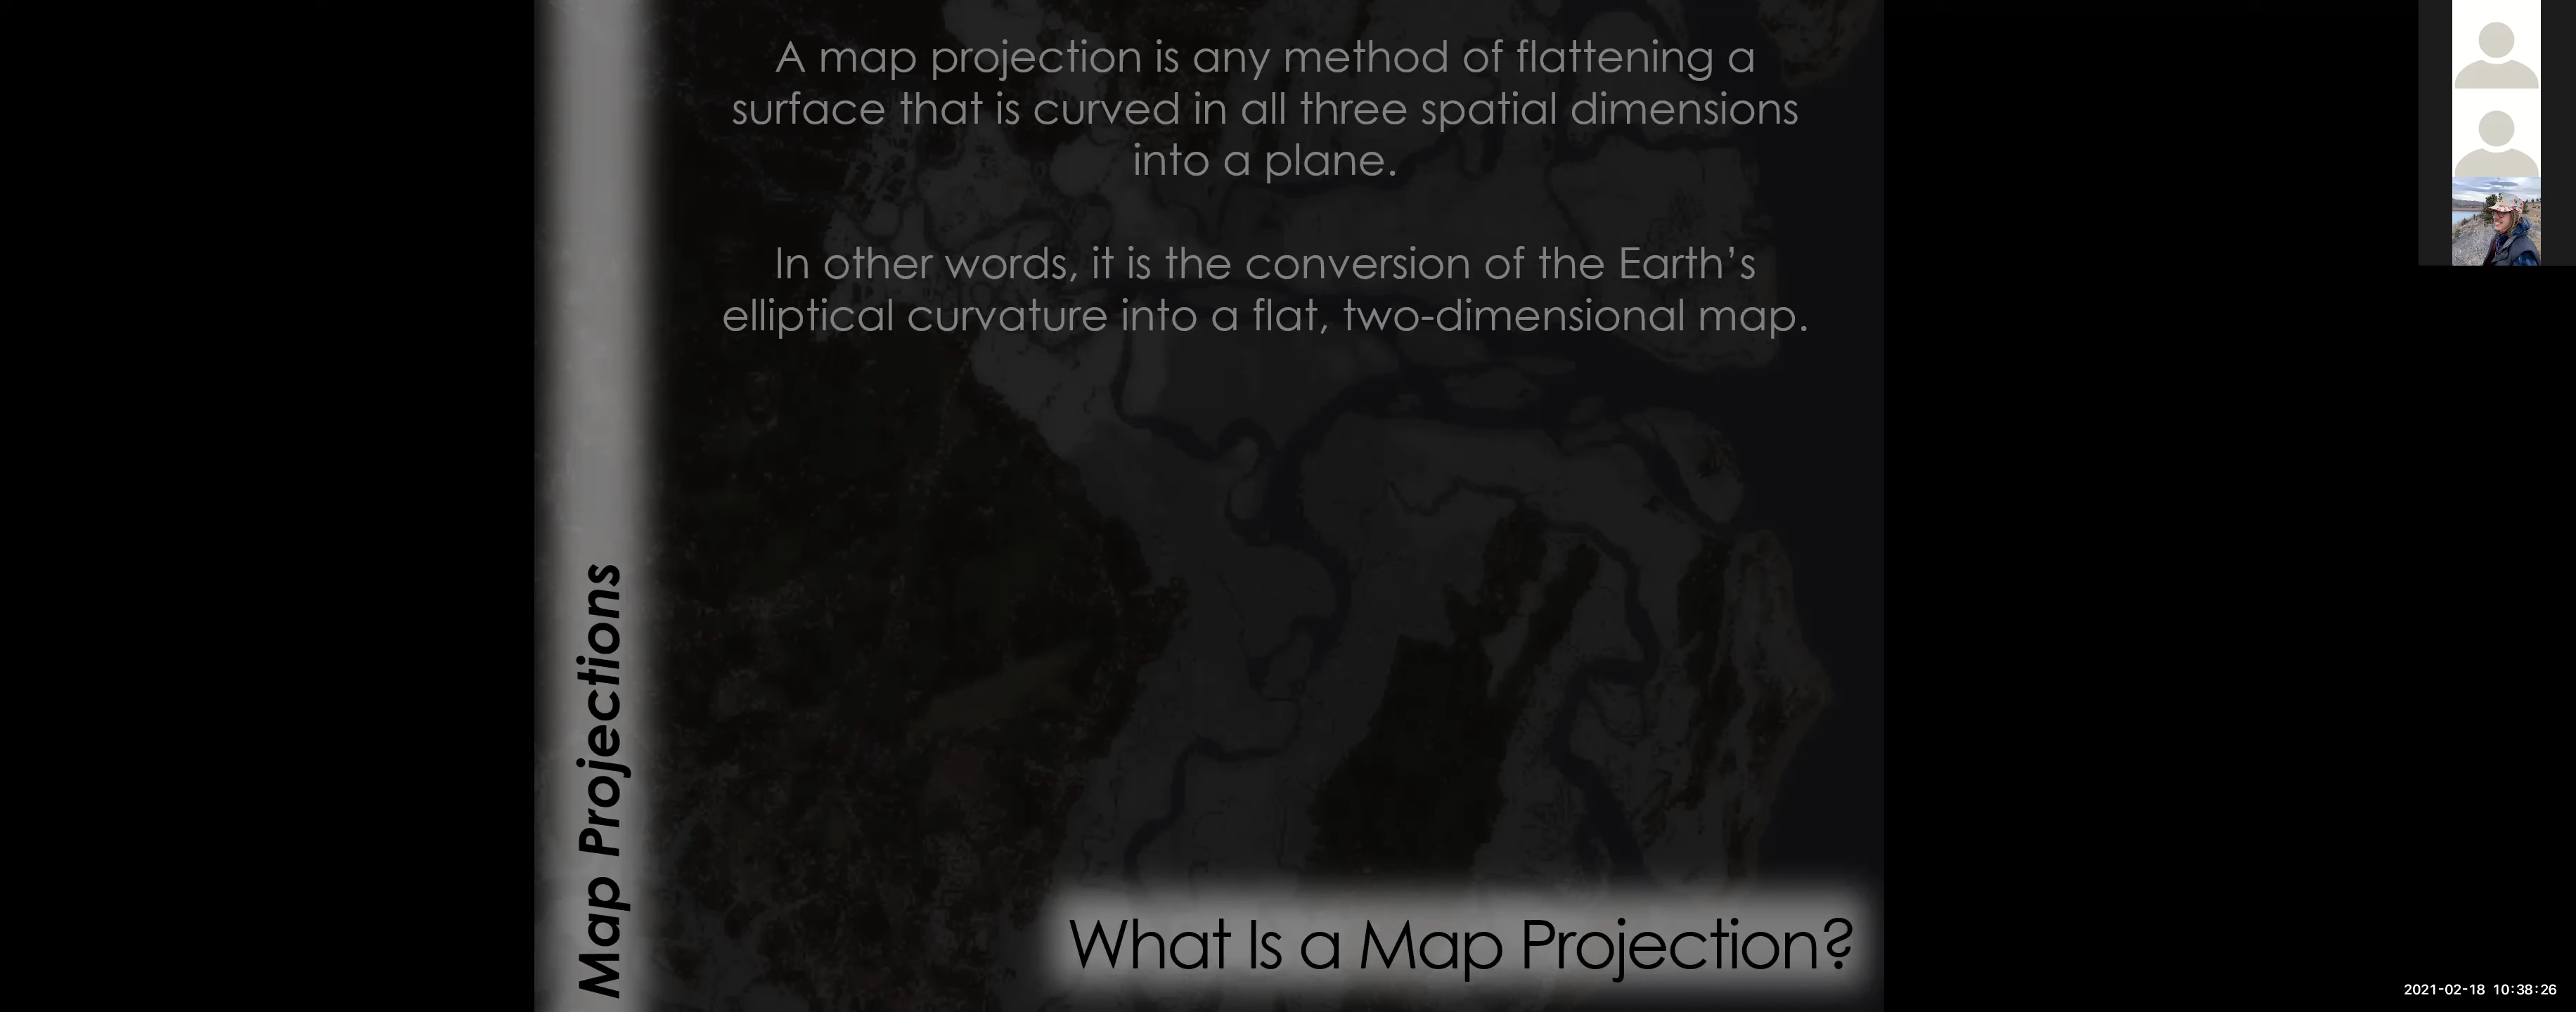 A map projection is any method of flattening a
surface that is curved in all three spatial dimensions
into a plane.
In other words, it is the conversion of the Earth’s
elliptical curvature into a flat, two-dimensional map.
Map Projections
What Is a Map Projection?
2021-02-18 10:38:26